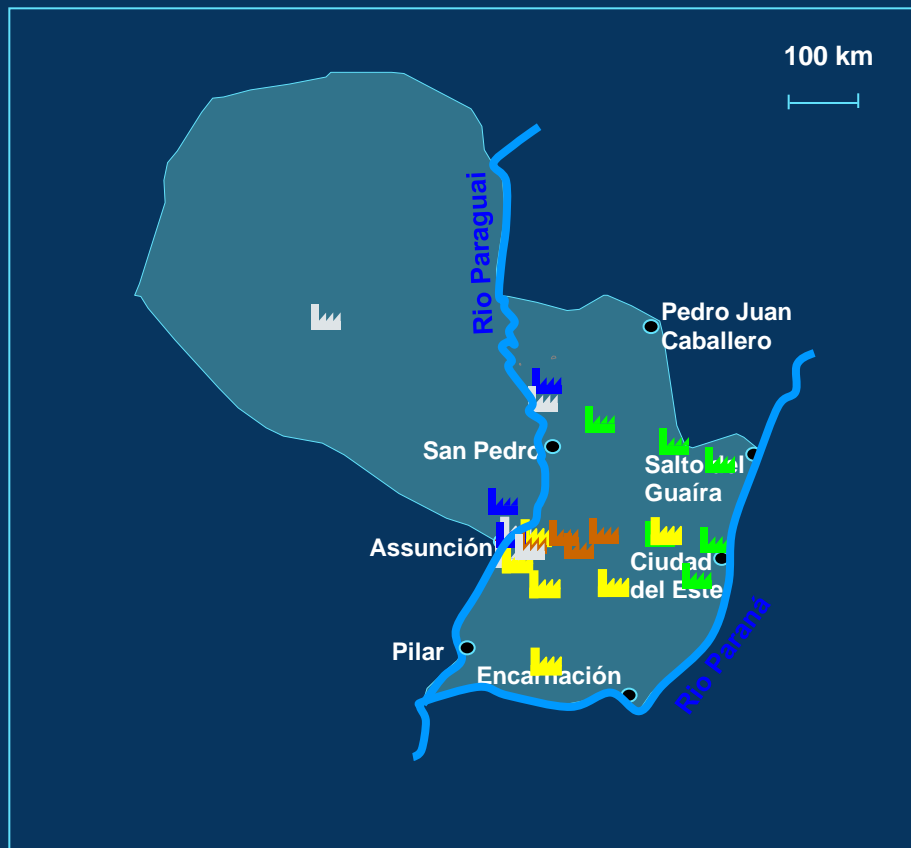 100 km
Rio Paraguai
Pedro Juan
Caballero
San Pedro
Salto del
Guaíra
Assunción
Ciudad
del Este
Pilar
Encarnación
Rio Paraná